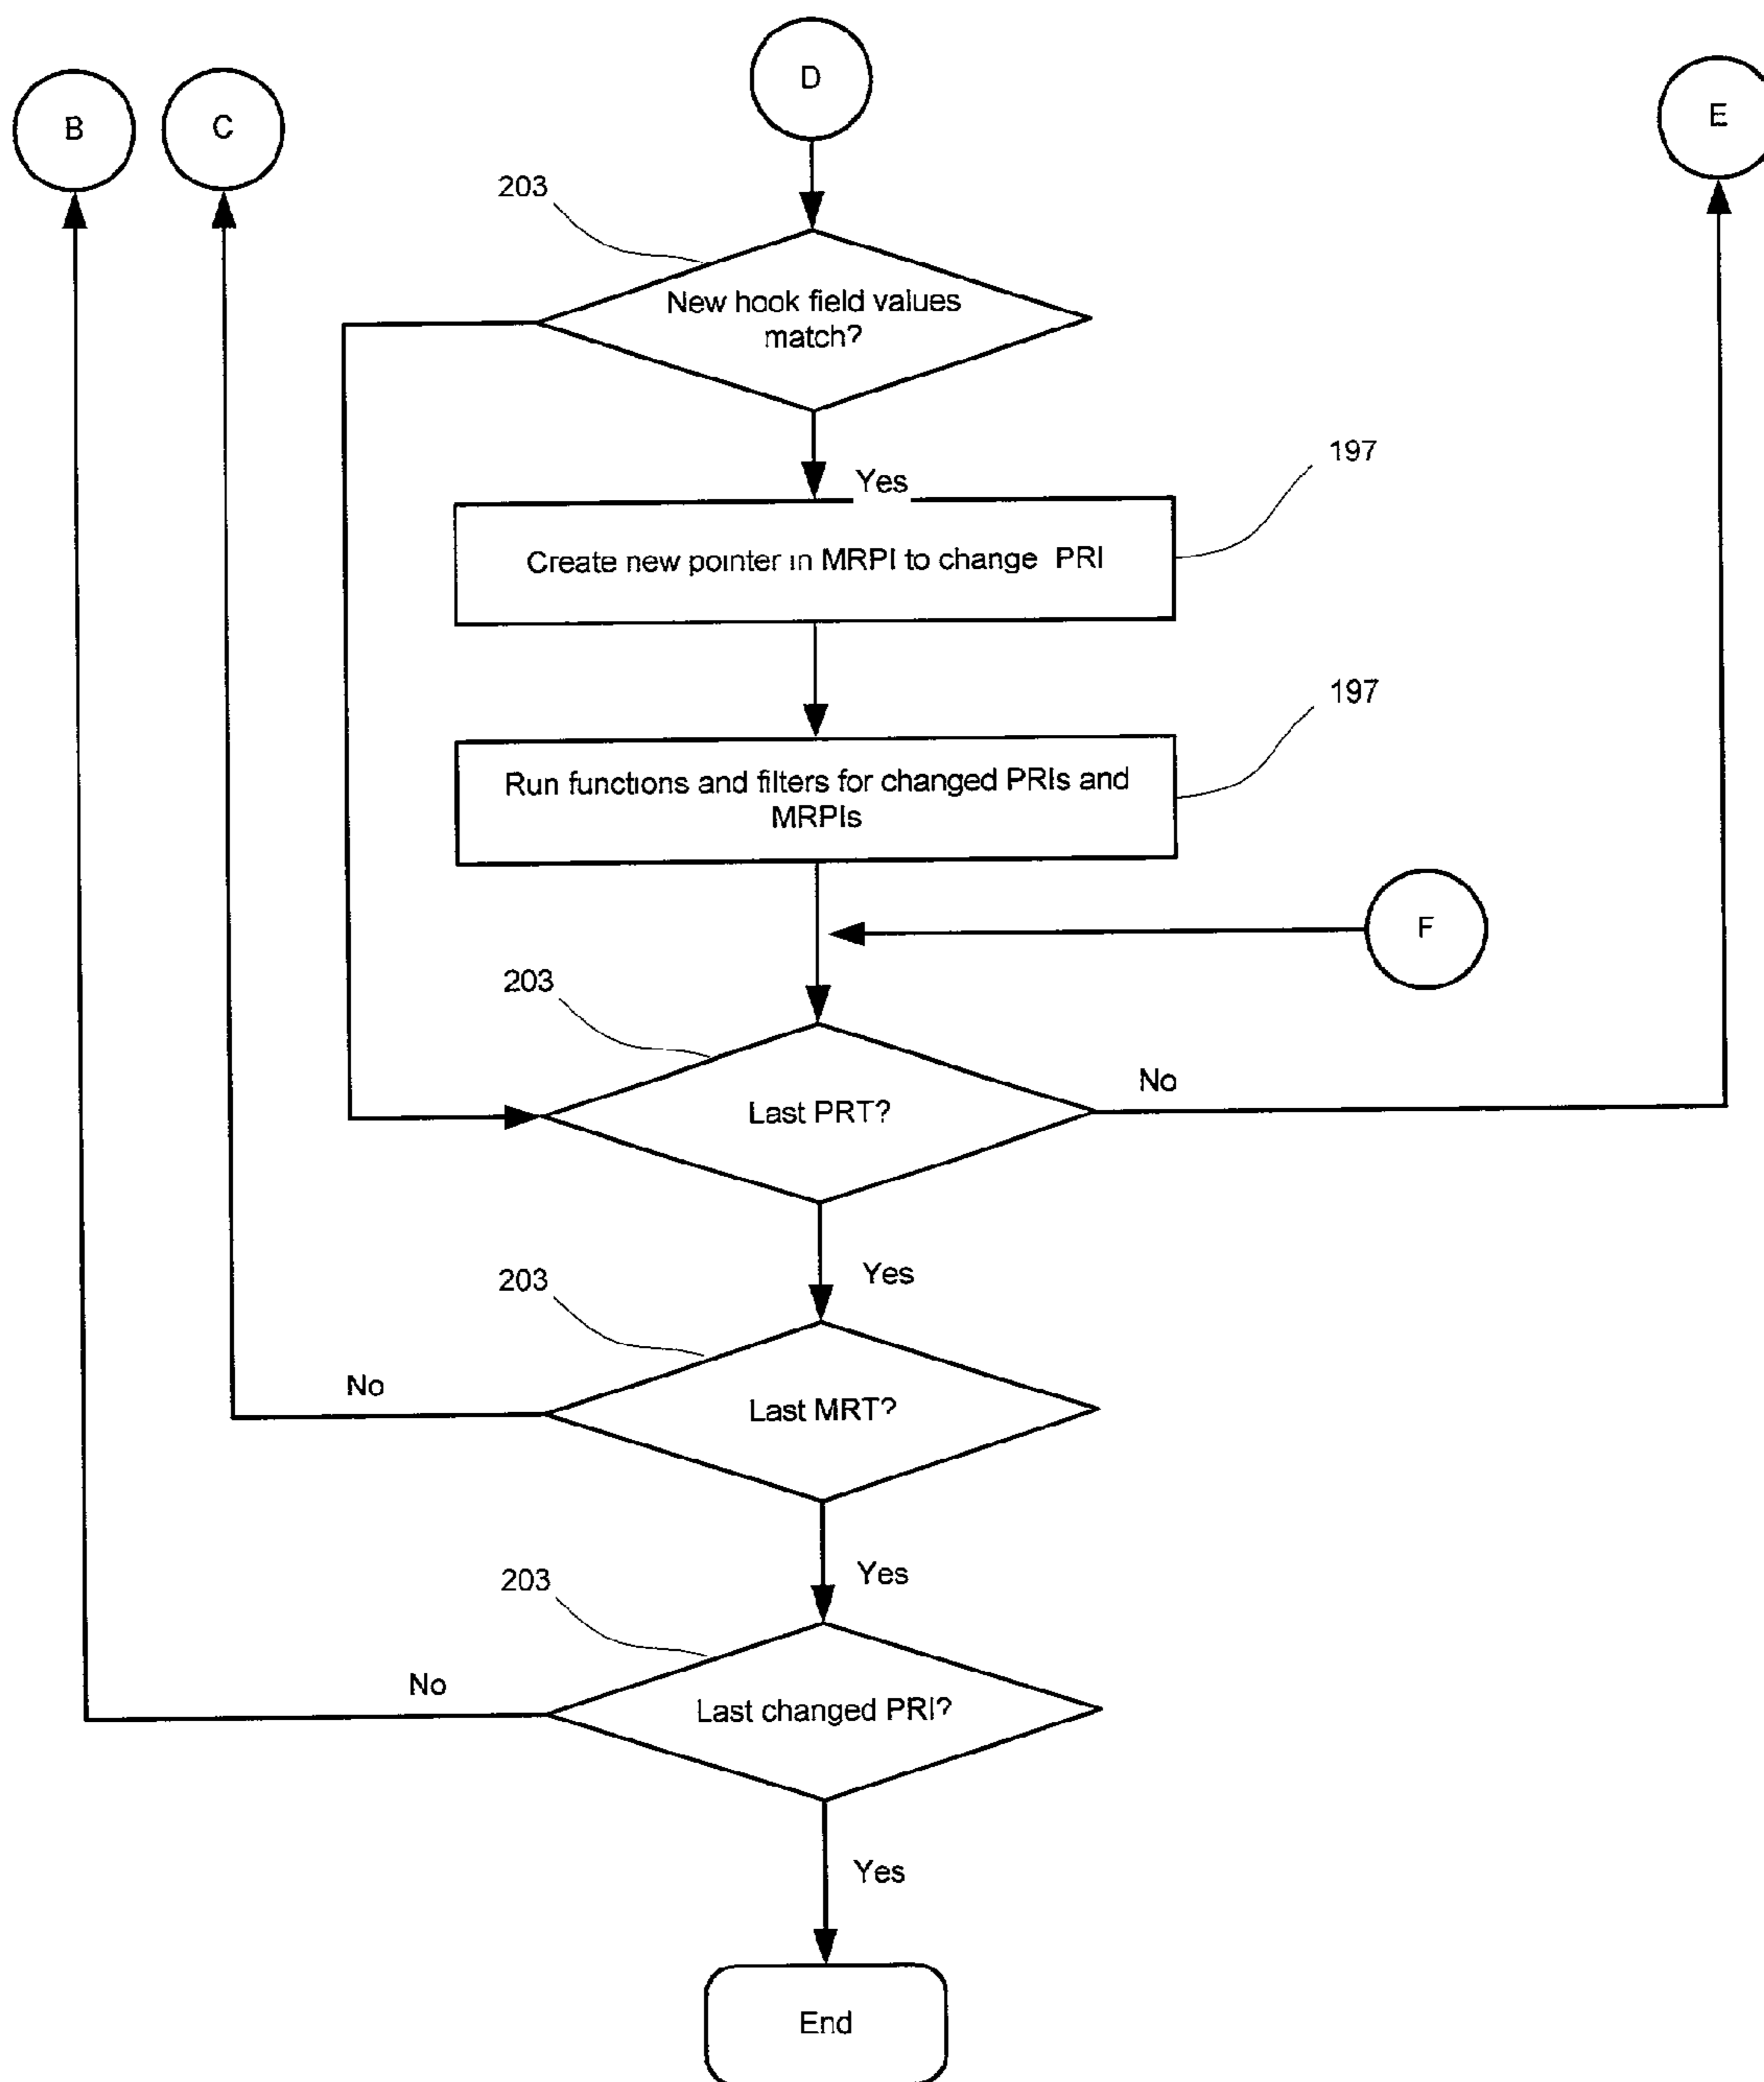 D
B
C
E
203
New hook field values
match?
197
Yes
Create new pointer in MRPI to change PRI
197
Run functions and filters for changed PRIs and
MRPIs
F
203
No
Last PRT?
203
Yes
No
Last MRT?
203
Yes
No
Last changed PRI?
Yes
End